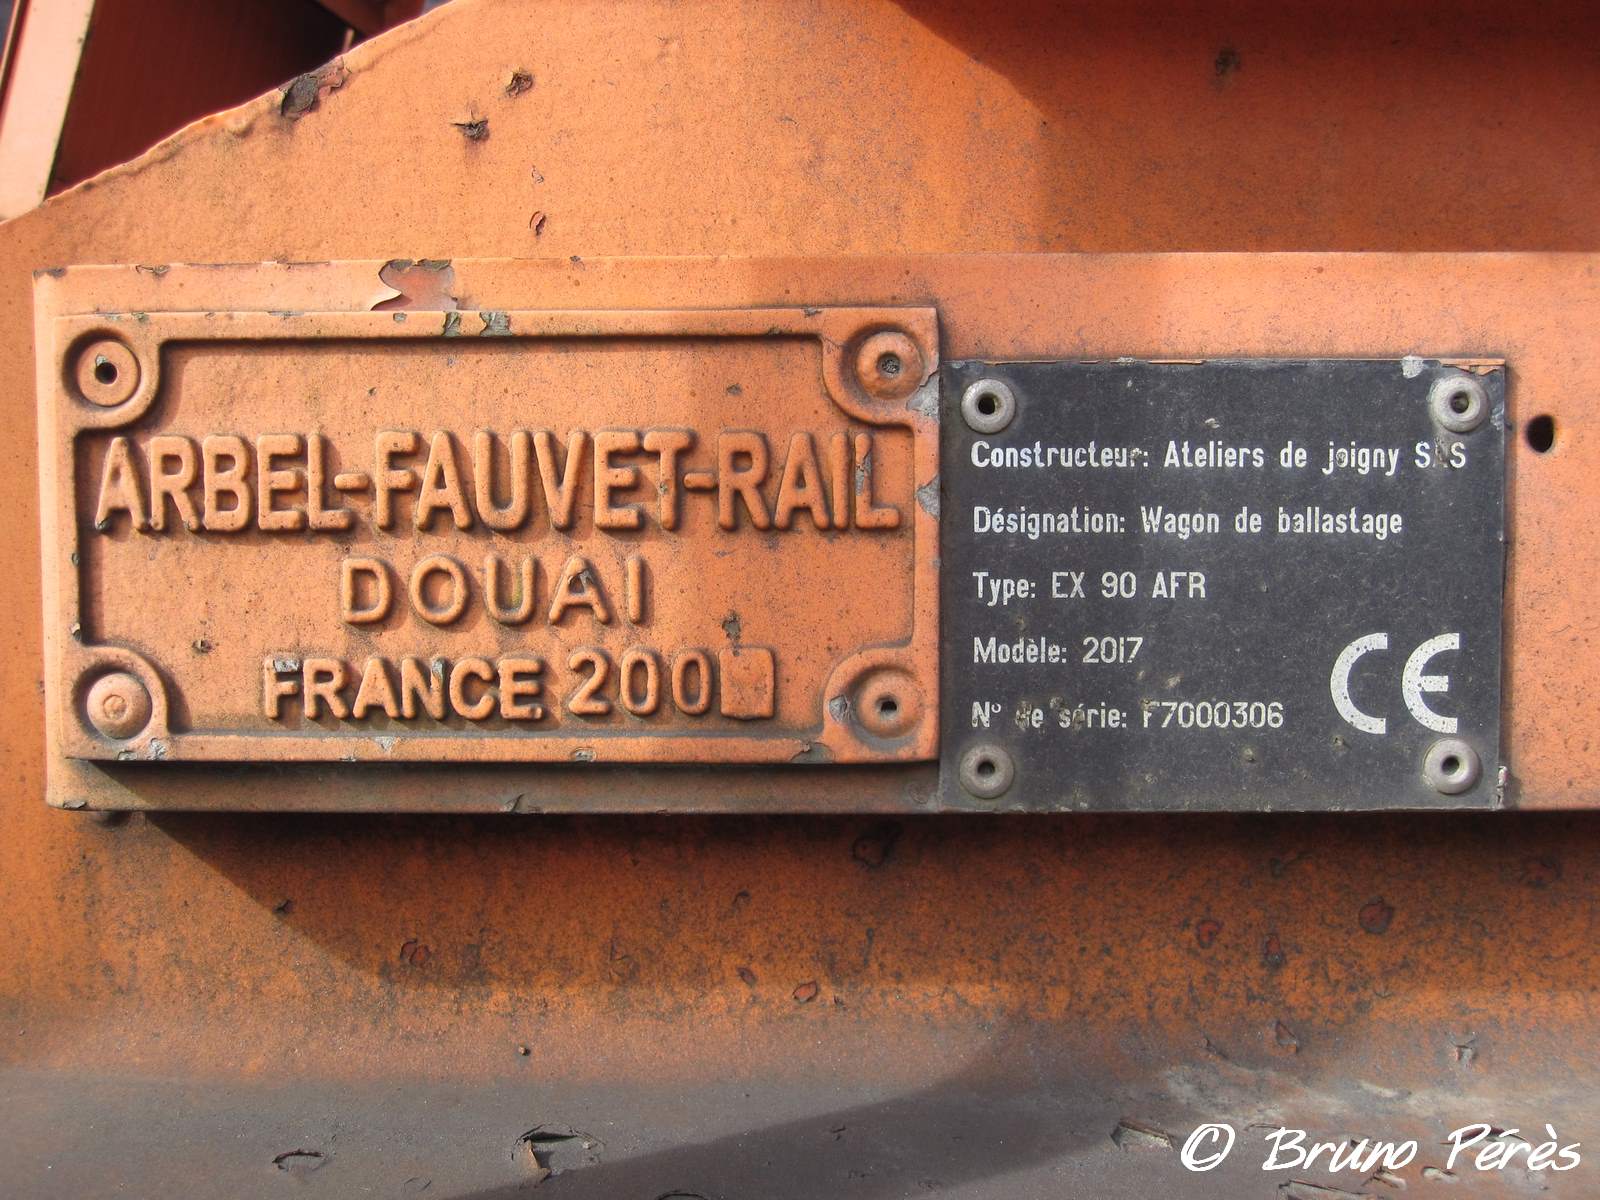 ARBEL-FAUVET-RAIL
DOUAI
FRANCE 200
Constructeur: Ateliers de joigny SAS
Désignation: Wagon de ballastage
Type: EX 90 AFR
Modèle: 2017
N° de série: F7000306
CE
© Bruno Pérès